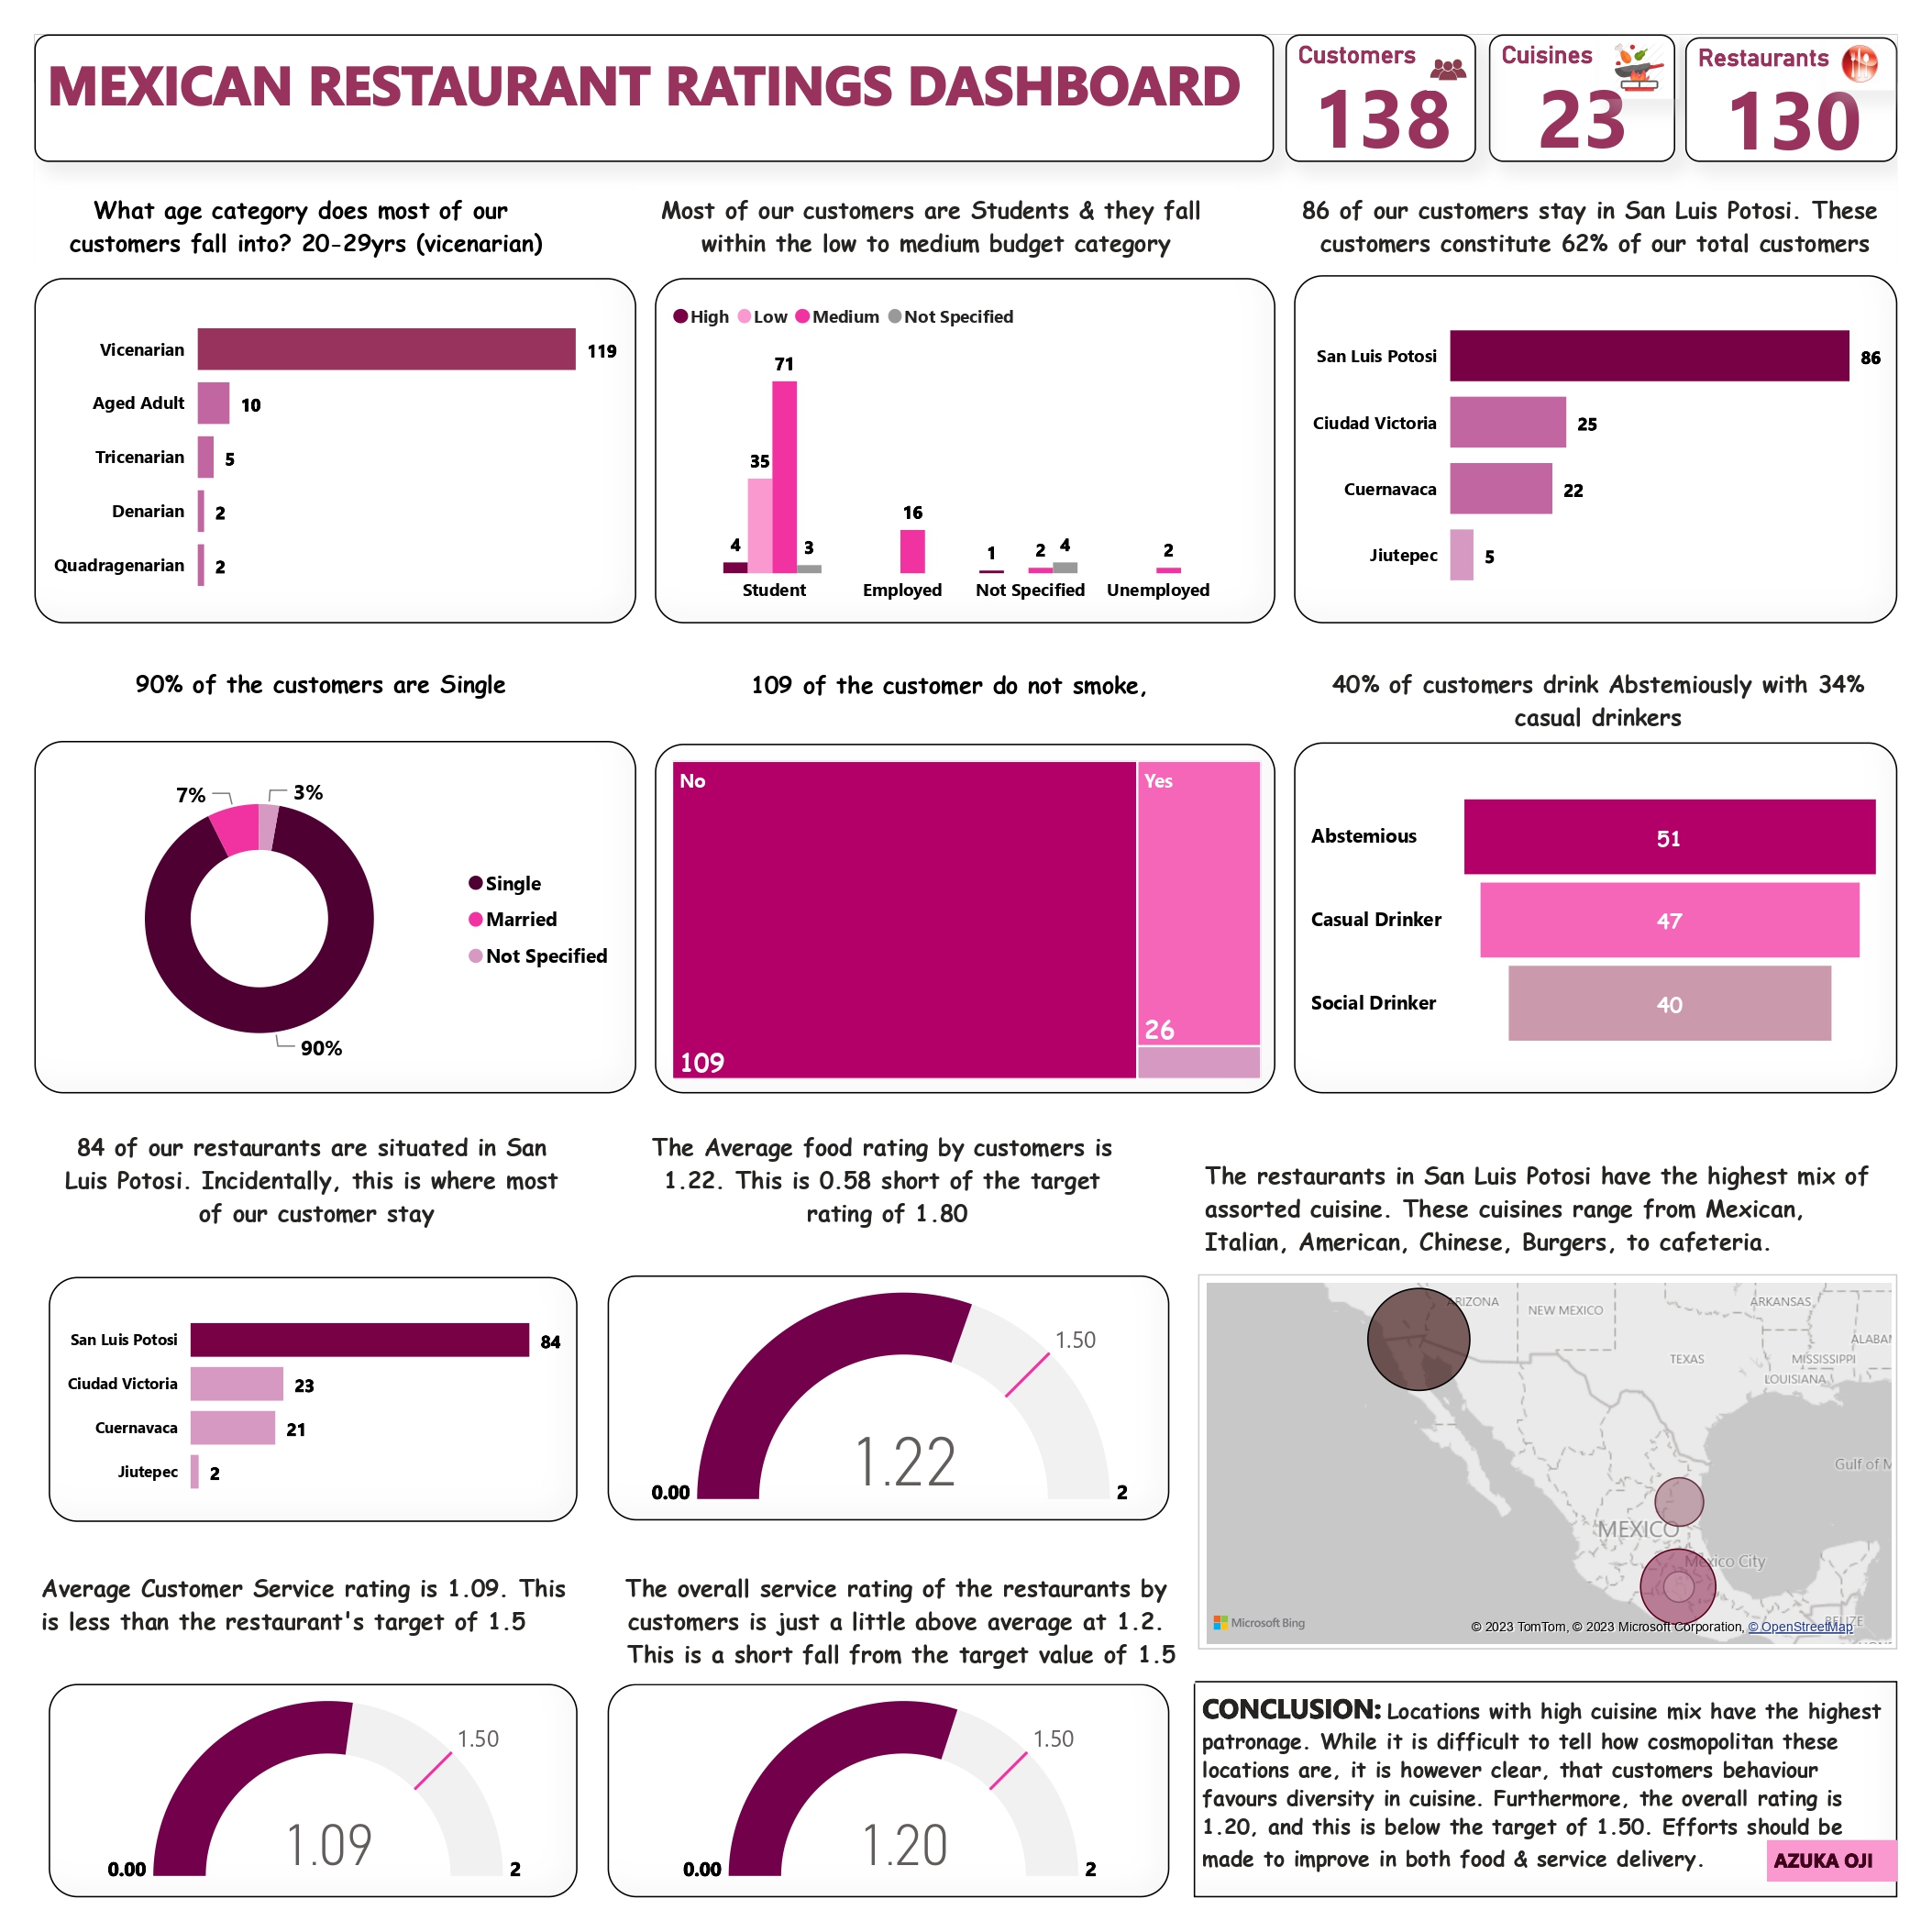 MEXICAN RESTAURANT RATINGS DASHBOARD
Customers
138
Cuisines
23
Restaurants
130
What age category does most of our
customers fall into? 20-29yrs (vicenarian)
Vicenarian 119
Aged Adult 10
Tricenarian 5
Denarian 2
Quadragenarian 2
Most of our customers are Students & they fall
within the low to medium budget category
High Low Medium Not Specified
71
35
4
3
16
1
2
4
2
Student Employed Not Specified Unemployed
86 of our customers stay in San Luis Potosi. These
customers constitute 62% of our total customers
San Luis Potosi 86
Ciudad Victoria 25
Cuernavaca 22
Jiutepec 5
90% of the customers are Single
7% 3%
Single
Married
Not Specified
90%
109 of the customer do not smoke,
No Yes
26
109
40% of customers drink Abstemiously with 34%
casual drinkers
Abstemious 51
Casual Drinker 47
Social Drinker 40
84 of our restaurants are situated in San
Luis Potosi. Incidentally, this is where most
of our customer stay
San Luis Potosi 84
Ciudad Victoria 23
Cuernavaca 21
Jiutepec 2
The Average food rating by customers is
1.22. This is 0.58 short of the target
rating of 1.80
1.50
1.22
0.00 2
The restaurants in San Luis Potosi have the highest mix of
assorted cuisine. These cuisines range from Mexican,
Italian, American, Chinese, Burgers, to cafeteria.
ARIZONA
NEW MEXICO
ARKANSAS
ALABA
TEXAS
MISSISSIPPI
LOUISIANA
Gulf of M
MEXICO
Mexico City
BELIZE
Microsoft Bing
© 2023 TomTom, © 2023 Microsoft Corporation, © OpenStreetMap
Average Customer Service rating is 1.09. This
is less than the restaurant's target of 1.5
1.50
1.09
0.00 2
The overall service rating of the restaurants by
customers is just a little above average at 1.2.
This is a short fall from the target value of 1.5
1.50
1.20
0.00 2
CONCLUSION: Locations with high cuisine mix have the highest
patronage. While it is difficult to tell how cosmopolitan these
locations are, it is however clear, that customers behaviour
favours diversity in cuisine. Furthermore, the overall rating is
1.20, and this is below the target of 1.50. Efforts should be
made to improve in both food & service delivery.
AZUKA OJI